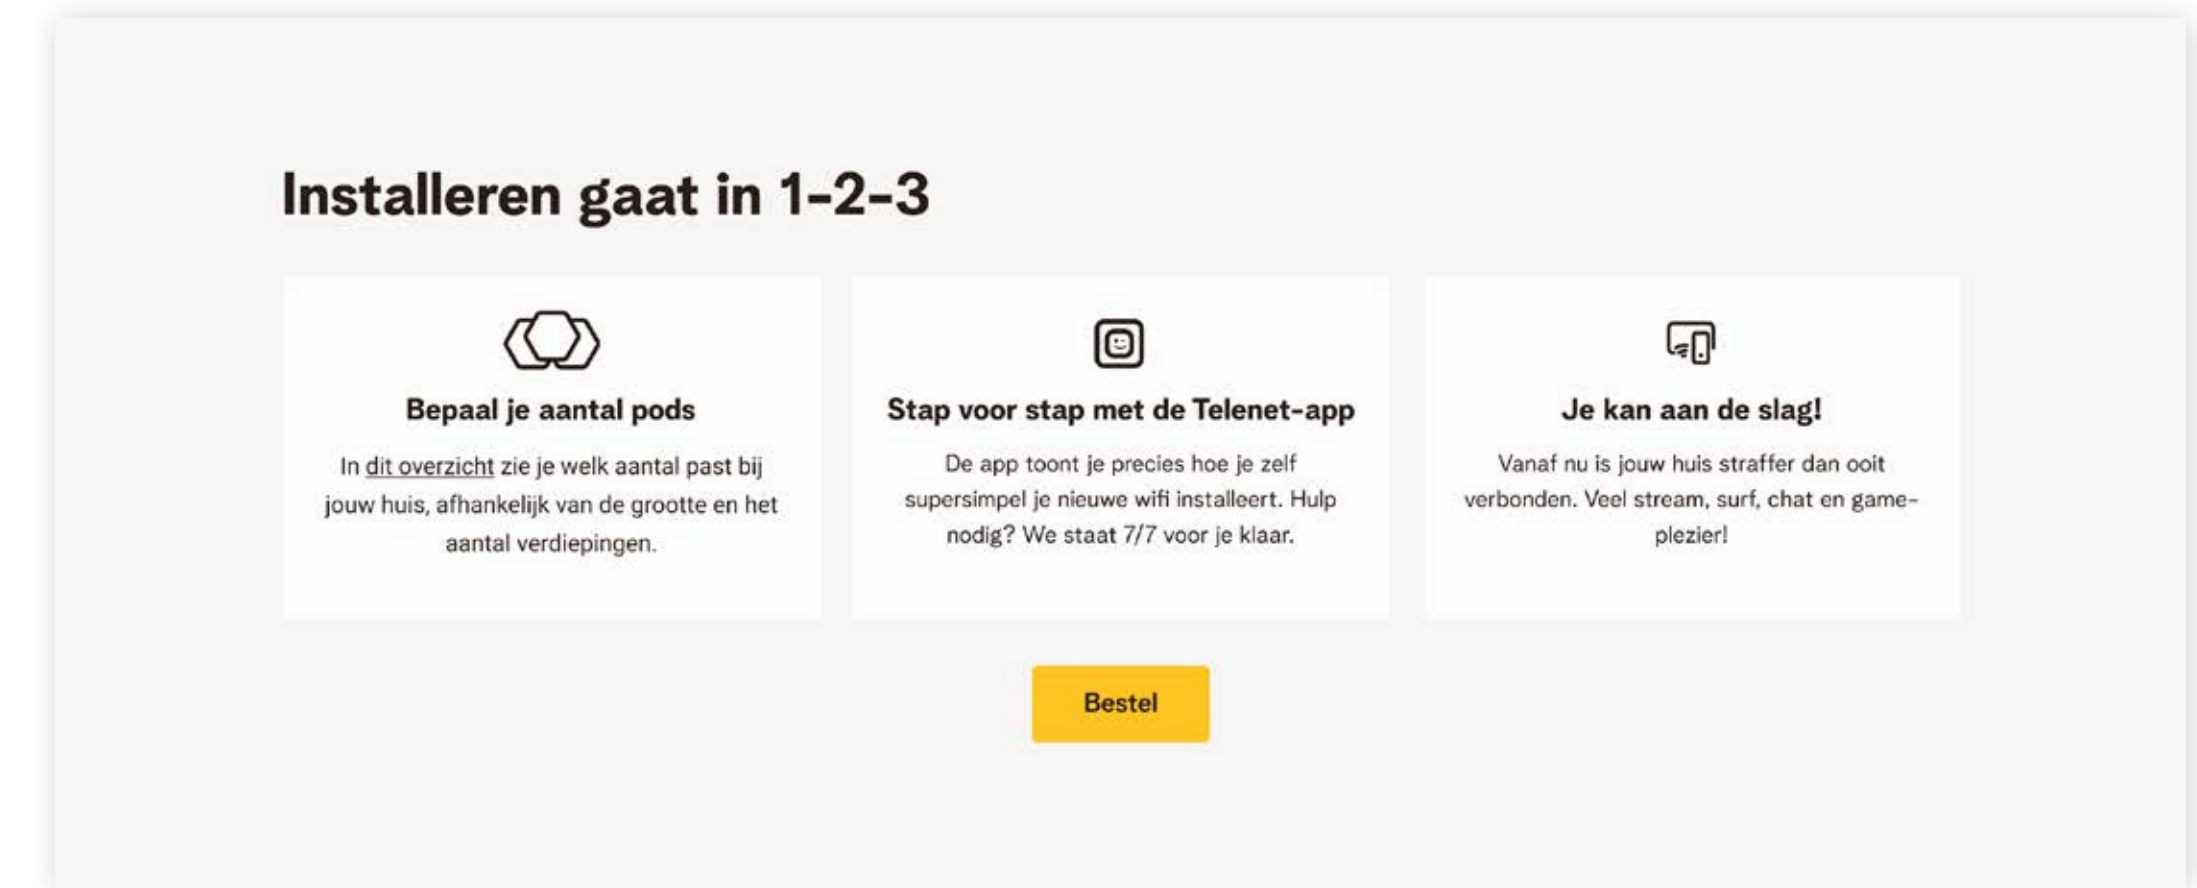 Installeren gaat in 1-2-3
Bepaal je aantal pods
In dit overzicht zie je welk aantal past bij
jouw huis, afhankelijk van de grootte en het
aantal verdiepingen.
Stap voor stap met de Telenet-app
De app toont je precies hoe je zelf
supersimpel je nieuwe wifi installeert. Hulp
nodig? We staat 7/7 voor je klaar.
Je kan aan de slag!
Vanaf nu is jouw huis straffer dan ooit
verbonden. Veel stream, surf, chat en game-
plezier!
Bestel